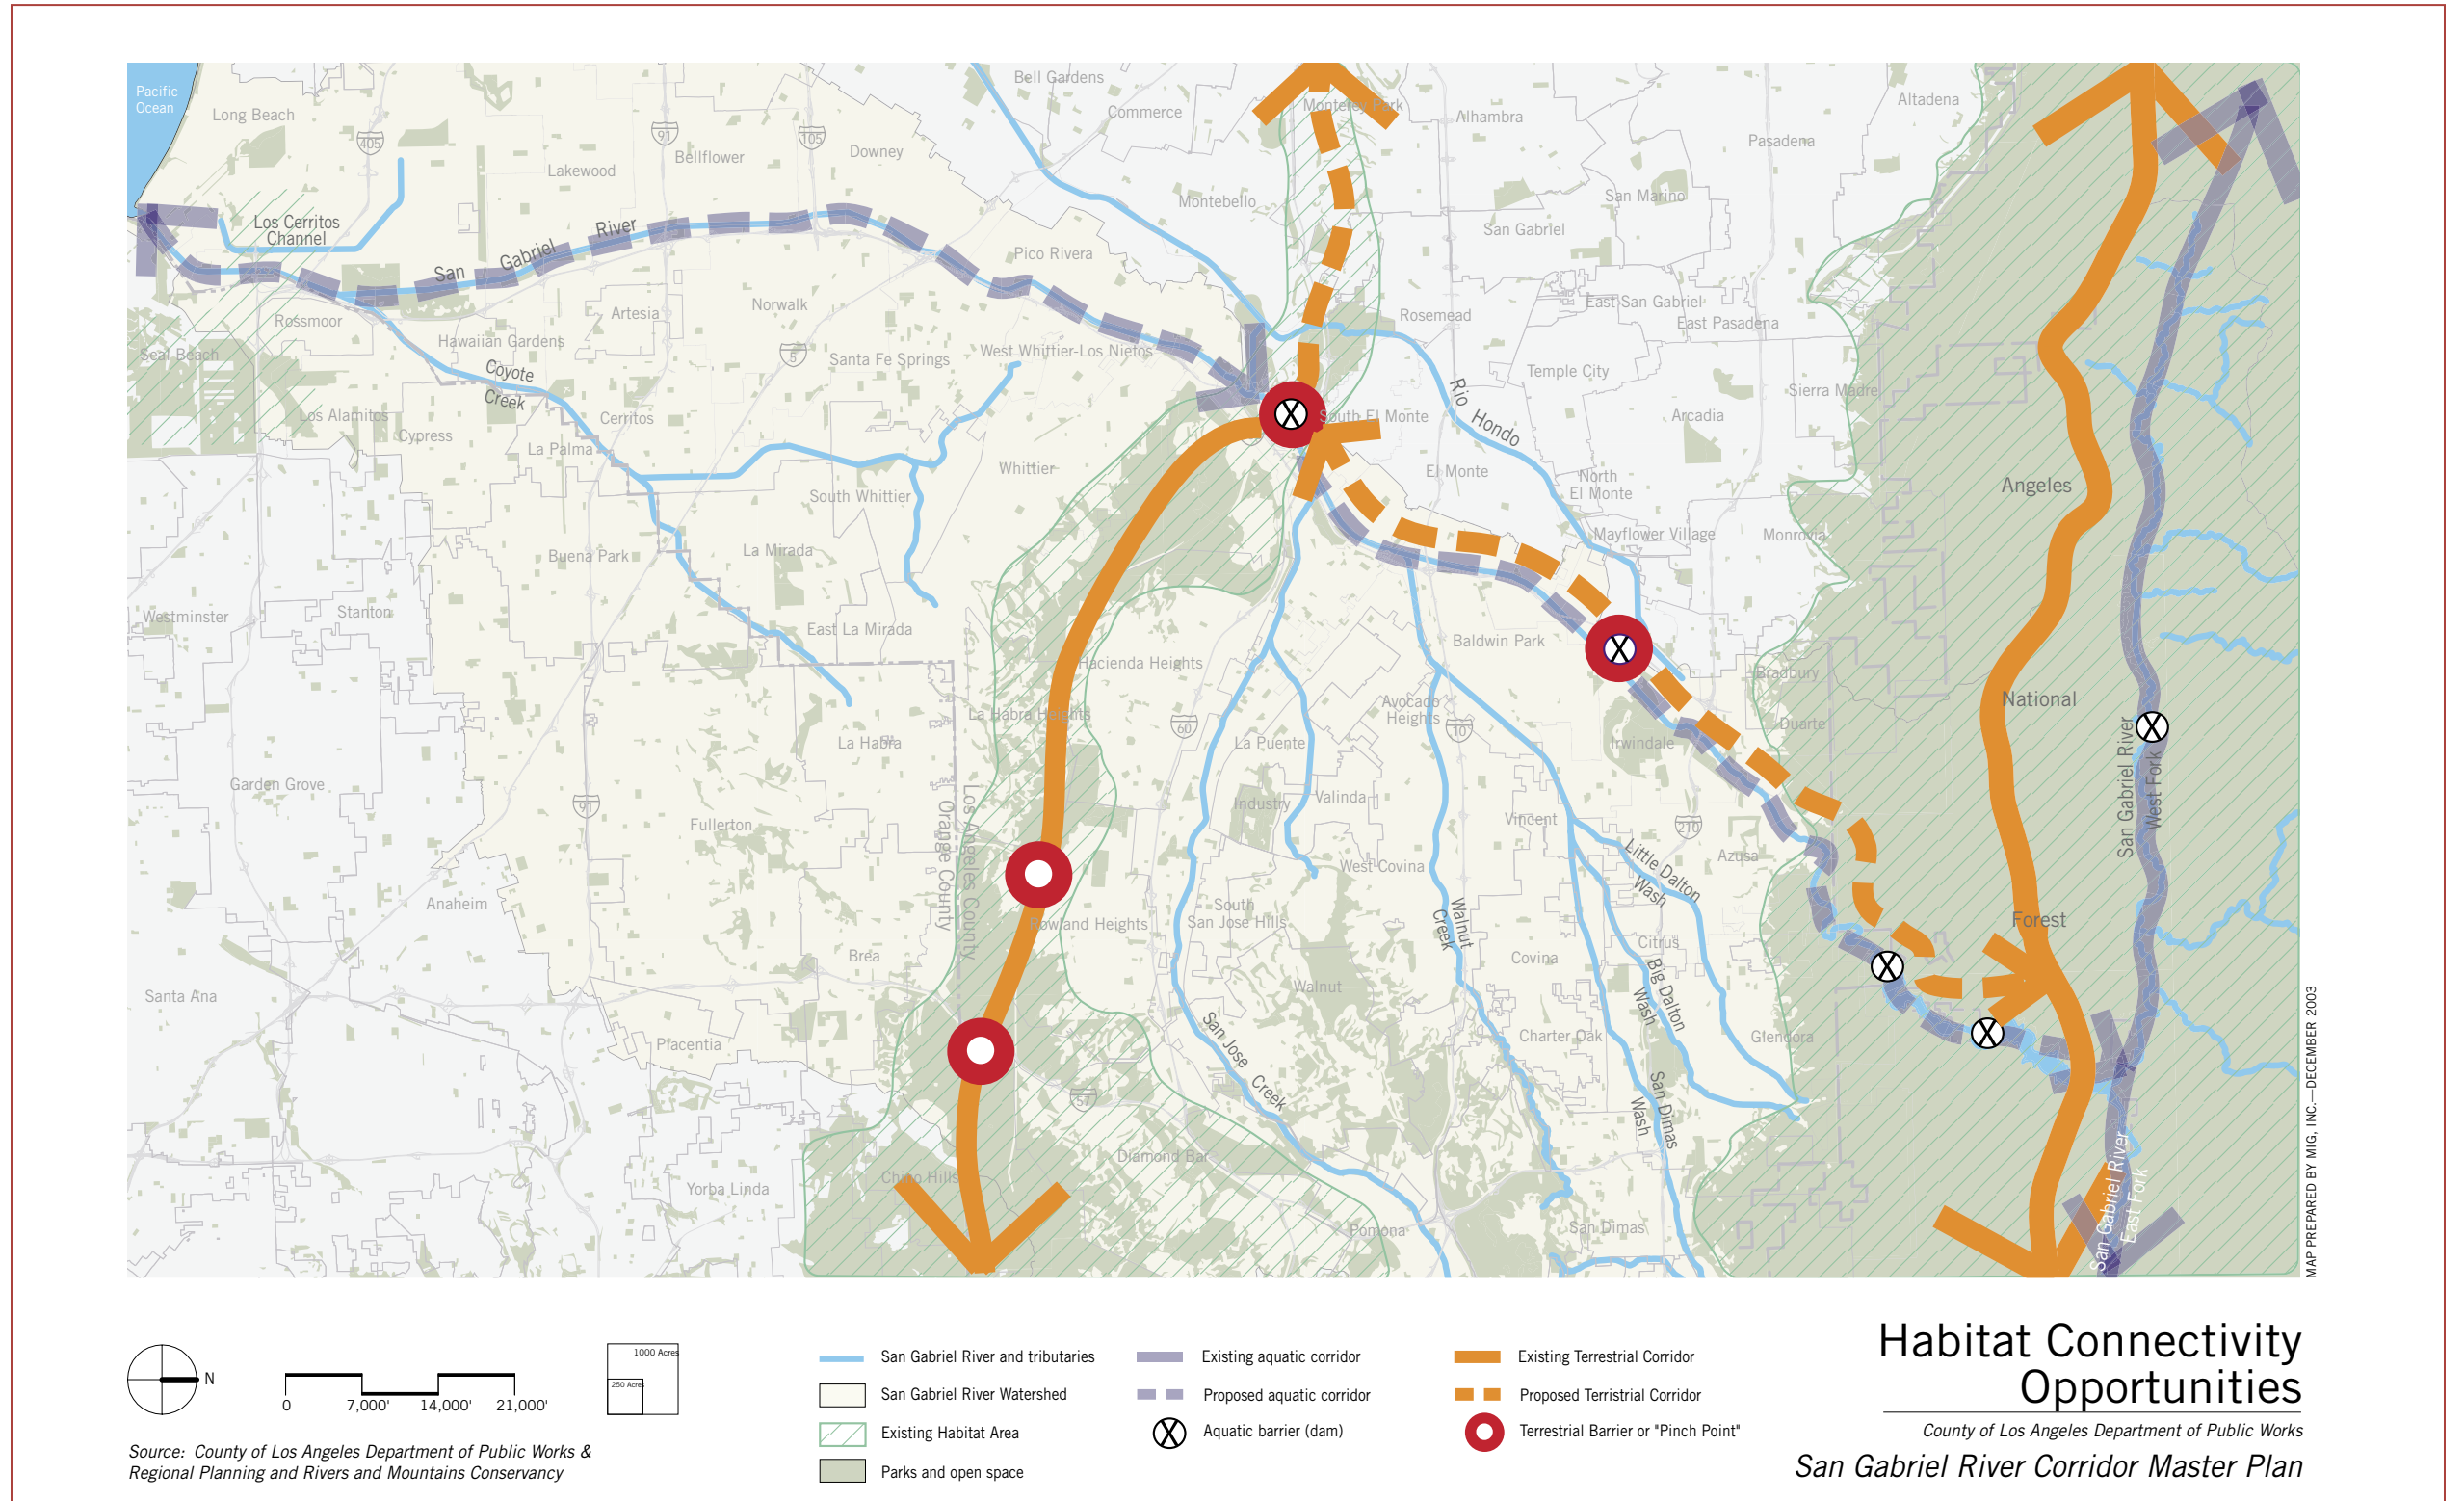 Pacific
Ocean
Long Beach
405
Los Cerritos
Channel
Lakewood
91
Bellflower
105
Downey
Bell Gardens
Commerce
Montebello
Monterey Park
Alhambra
Pasadena
Altadena
San Marino
San Gabriel
San Gabriel River
Pico Rivera
Rossmoor
Artesia
Norwalk
Hawaiian Gardens
Seal Beach
5
Santa Fe Springs
West Whittier-Los Nietos
Rosemead
East San Gabriel
East Pasadena
Coyote
Creek
Rio Hondo
Temple City
Sierra Madre
Los Alamitos
Cypress
Cerritos
La Palma
South El Monte
Arcadia
Whittier
El Monte
North
El Monte
Angeles
South Whittier
Buena Park
La Mirada
Mayflower Village
Monrovia
Westminster
Stanton
East La Mirada
Hacienda Heights
Baldwin Park
Bradbury
La Habra Heights
Avocado
Heights
National
La Habra
60
La Puente
10
Irwindale
Duarte
San Gabriel River
West Fork
Garden Grove
91
Fullerton
Orange County
Los Angeles County
Industry
Valinda
Vincent
210
Little Dalton
Wash
Azusa
West Covina
Anaheim
Rowland Heights
South
San Jose Hills
Walnut
Creek
Citrus
Forest
Brea
Covina
Santa Ana
Walnut
Big Dalton
Wash
San Jose Creek
Charter Oak
Glendora
Placentia
57
San Dimas
Wash
Diamond Bar
Chino Hills
Yorba Linda
Pomona
San Dimas
San Gabriel River
East Fork
MAP PREPARED BY MIG, INC.—DECEMBER 2003
N
0 7,000' 14,000' 21,000'
1000 Acres
250 Acres
Source: County of Los Angeles Department of Public Works &
Regional Planning and Rivers and Mountains Conservancy
San Gabriel River and tributaries
San Gabriel River Watershed
Existing Habitat Area
Parks and open space
Existing aquatic corridor
Proposed aquatic corridor
Aquatic barrier (dam)
Existing Terrestrial Corridor
Proposed Terristrial Corridor
Terrestrial Barrier or "Pinch Point"
Habitat Connectivity
Opportunities
County of Los Angeles Department of Public Works
San Gabriel River Corridor Master Plan